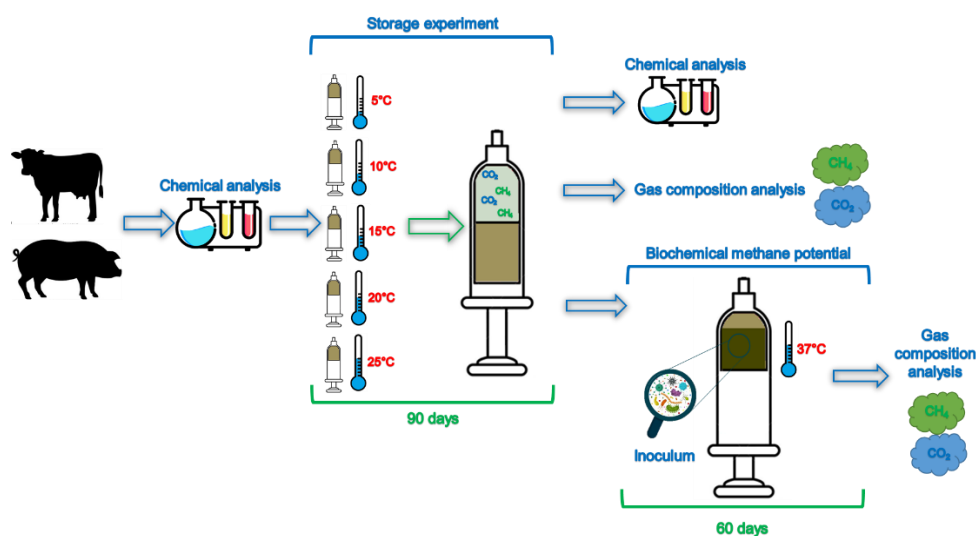 Storage experiment
Chemical analysis
5°C
10°C
15°C
20°C
25°C
CO₂
CH₄
CO₂
CH₄
90 days
Chemical analysis
Gas composition analysis
CH₄
CO₂
Biochemical methane potential
37°C
Inoculum
60 days
Gas
composition
analysis
CH₄
CO₂